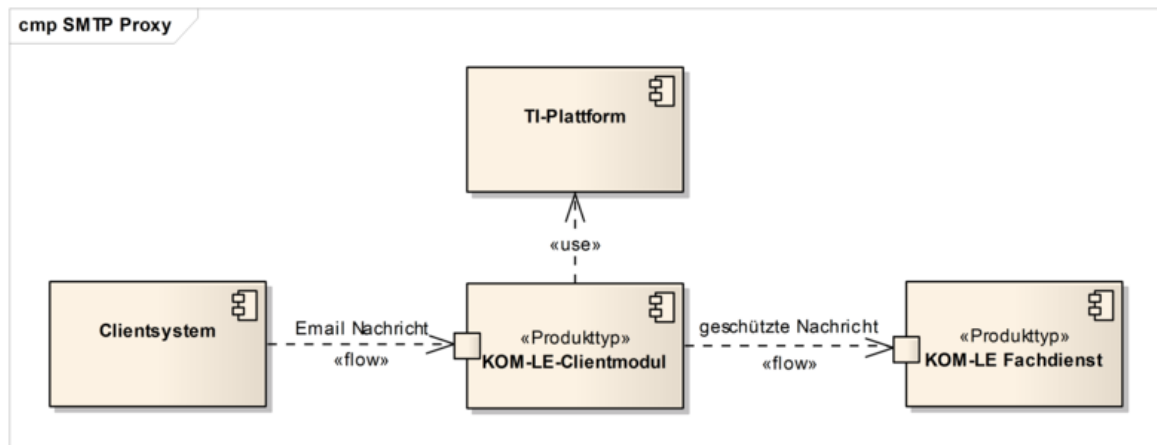 cmp SMTP Proxy
TI-Plattform
«use»
Clientsystem
Email Nachricht
«flow»
«Produkttyp»
KOM-LE-Clientmodul
geschützte Nachricht
«flow»
«Produkttyp»
KOM-LE Fachdienst